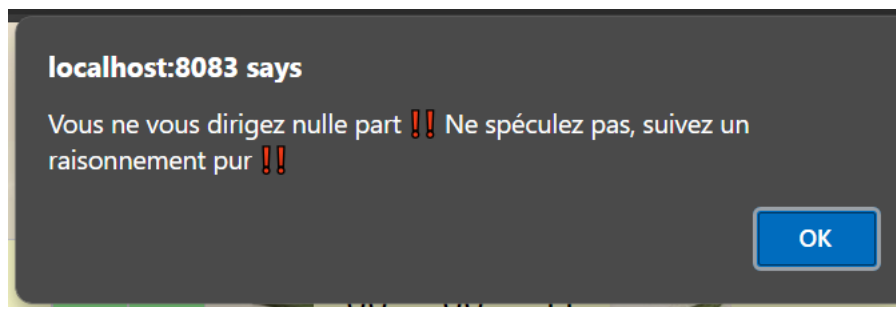 localhost:8083 says
Vous ne vous dirigez nulle part ‼️ Ne spéculez pas, suivez un
raisonnement pur ‼️
OK